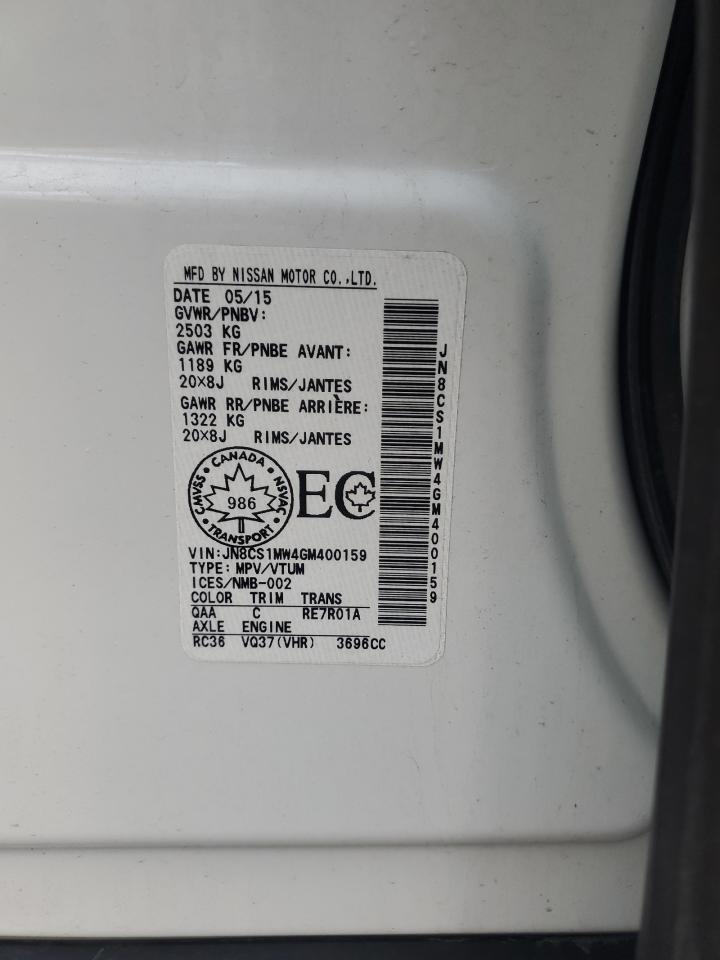 MFD BY NISSAN MOTOR CO.,LTD.
DATE 05/15
GVWR/PNBV:
2503 KG
GAWR FR/PNBE AVANT:
1189 KG
20×8J RIMS/JANTES
GAWR RR/PNBE ARRIÈRE:
1322 KG
20×8J RIMS/JANTES
CANADA
CMVSS NSVAC
986
TRANSPORT
EC
VIN:JN8CS1MW4GM400159
TYPE: MPV/VTUM
ICES/NMB-002
COLOR TRIM TRANS
QAA C RE7R01A
AXLE ENGINE
RC36 VQ37(VHR) 3696CC
JN8CS1MW4GM400159